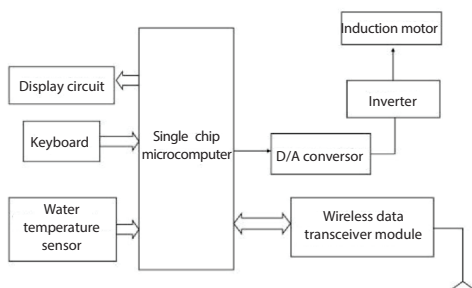 Induction motor
Display circuit
Inverter
Keyboard
Single chip
microcomputer
D/A conversor
Water
temperature
sensor
Wireless data
transceiver module